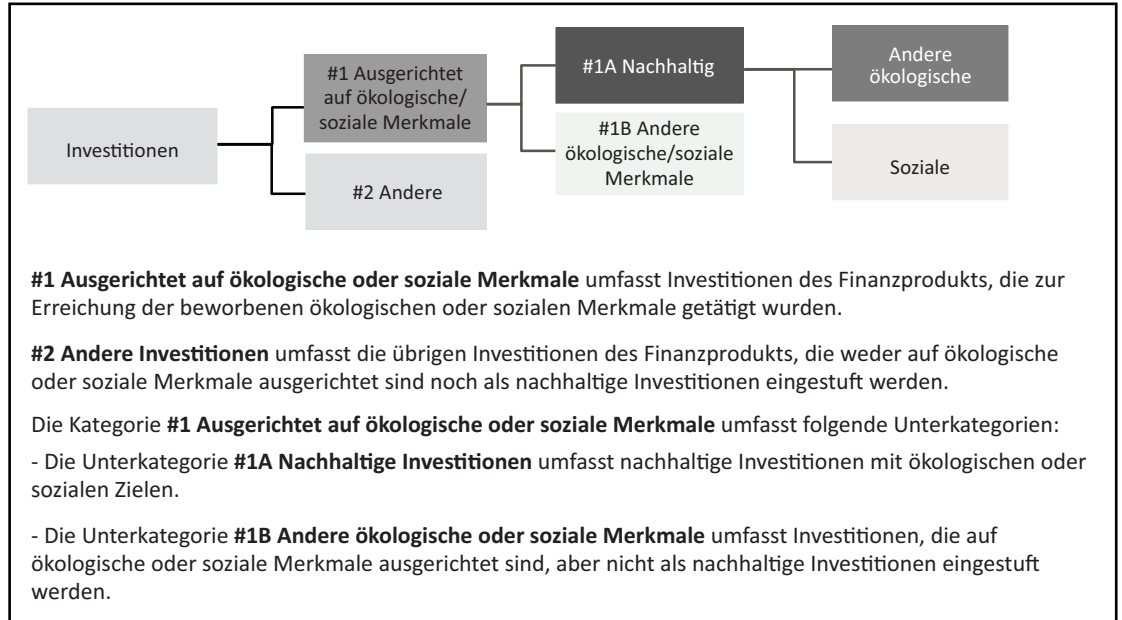 Investitionen
#1 Ausgerichtet
auf ökologische/
soziale Merkmale
#2 Andere
#1A Nachhaltig
#1B Andere
ökologische/soziale
Merkmale
Andere
ökologische
Soziale
#1 Ausgerichtet auf ökologische oder soziale Merkmale umfasst Investitionen des Finanzprodukts, die zur
Erreichung der beworbenen ökologischen oder sozialen Merkmale getätigt wurden.
#2 Andere Investitionen umfasst die übrigen Investitionen des Finanzprodukts, die weder auf ökologische
oder soziale Merkmale ausgerichtet sind noch als nachhaltige Investitionen eingestuft werden.
Die Kategorie #1 Ausgerichtet auf ökologische oder soziale Merkmale umfasst folgende Unterkategorien:
- Die Unterkategorie #1A Nachhaltige Investitionen umfasst nachhaltige Investitionen mit ökologischen oder
sozialen Zielen.
- Die Unterkategorie #1B Andere ökologische oder soziale Merkmale umfasst Investitionen, die auf
ökologische oder soziale Merkmale ausgerichtet sind, aber nicht als nachhaltige Investitionen eingestuft
werden.